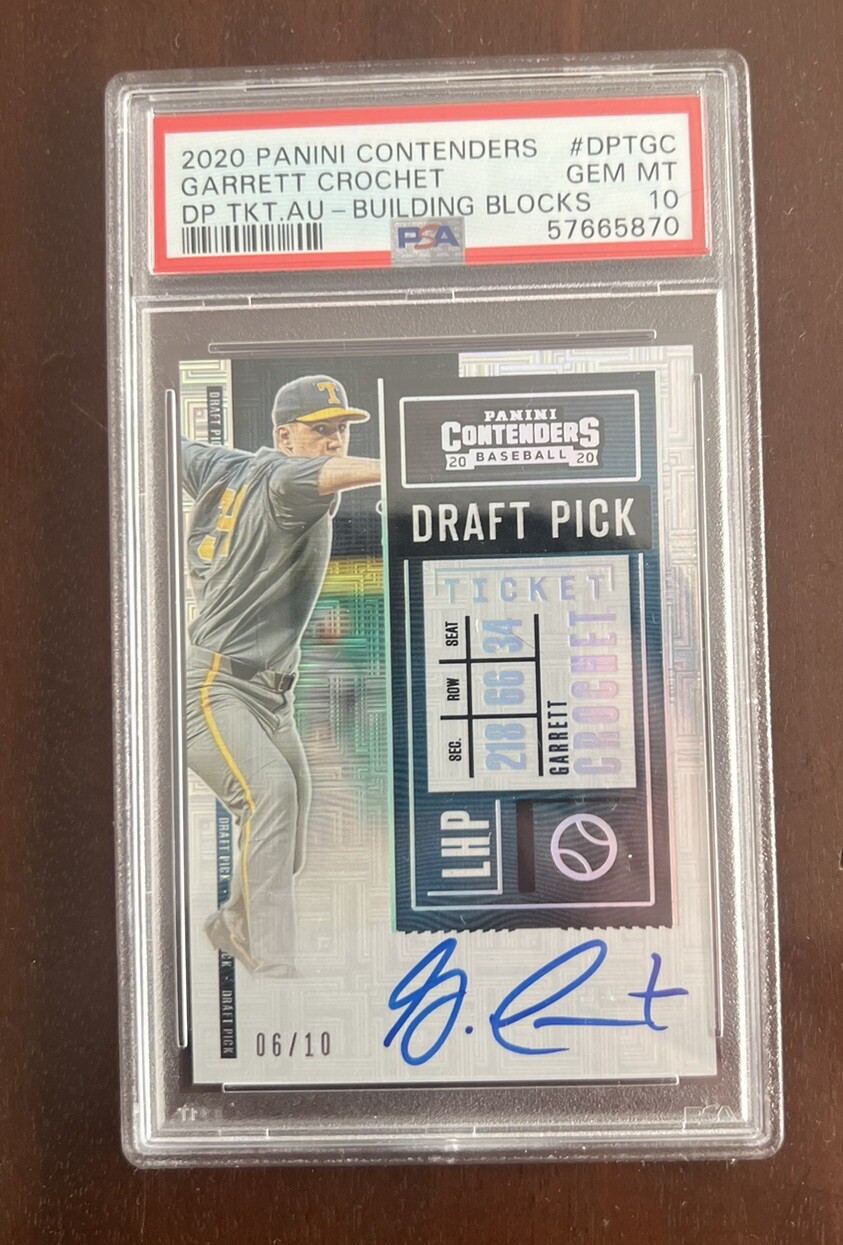 2020 PANINI CONTENDERS #DPTGC
GARRETT CROCHET GEM MT
DP TKT.AU - BUILDING BLOCKS 10
PSA 57665870
T
DRAFT PICK
PANINI
CONTENDERS
20 BASEBALL 20
DRAFT PICK
TICKET
SEC. ROW SEAT
218 66 34
GARRETT
CROCHET
LHP
DRAFT PICK
DRAFT PICK
06/10
G. Crochet
PSA